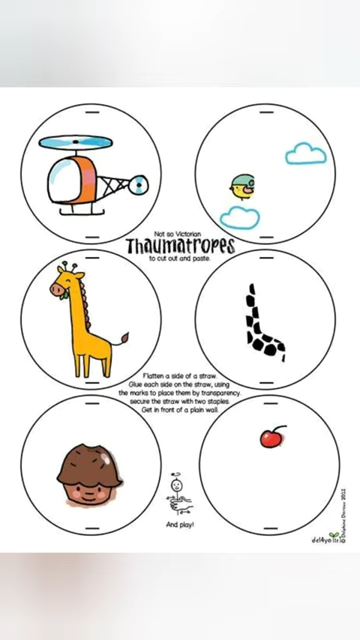 Not so Victorian
Thaumatropes
to cut out and paste.
Flatten a side of a straw.
Glue each side on the straw, using
the marks to place them by transparency.
secure the straw with two staples.
Get in front of a plain wall.
And play!